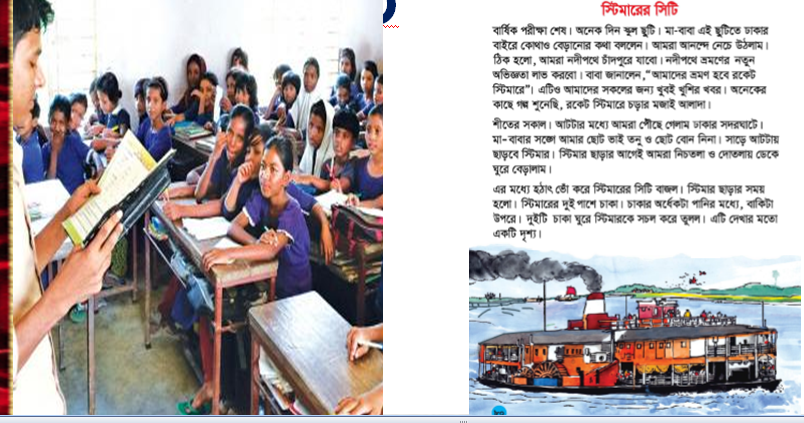 স্টিমারের সিটি
বার্ষিক পরীক্ষা শেষ। অনেক দিন স্কুল ছুটি। মা-বাবা এই ছুটিতে ঢাকার
বাইরে কোথাও বেড়ানোর কথা বললেন। আমরা আনন্দে নেচে উঠলাম।
ঠিক হলো, আমরা নদীপথে চাঁদপুরে যাবো। নদীপথে ভ্রমণের নতুন
অভিজ্ঞতা লাভ করবো। বাবা জানালেন, “আমাদের ভ্রমণ হবে রকেট
স্টিমারে”। এটিও আমাদের সকলের জন্য খুবই খুশির খবর। অনেকের
কাছে গল্প শুনেছি, রকেট স্টিমারে চড়ার মজাই আলাদা।
শীতের সকাল। আটটার মধ্যে আমরা পৌঁছে গেলাম ঢাকার সদরঘাটে।
মা-বাবার সঙ্গে আমার ছোট ভাই তনু ও ছোট বোন নিনা। সাড়ে আটটায়
ছাড়বে স্টিমার। স্টিমার ছাড়ার আগেই আমরা নিচতলা ও দোতলায় ডেকে
ঘুরে বেড়ালাম।
এর মধ্যে হঠাৎ ভোঁ করে স্টিমারের সিটি বাজল। স্টিমার ছাড়ার সময়
হলো। স্টিমারের দুই পাশে চাকা। চাকার অর্ধেকটা পানির মধ্যে, বাকিটা
উপরে। দুইটি চাকা ঘুরে স্টিমারকে সচল করে তুলল। এটি দেখার মতো
একটি দৃশ্য।